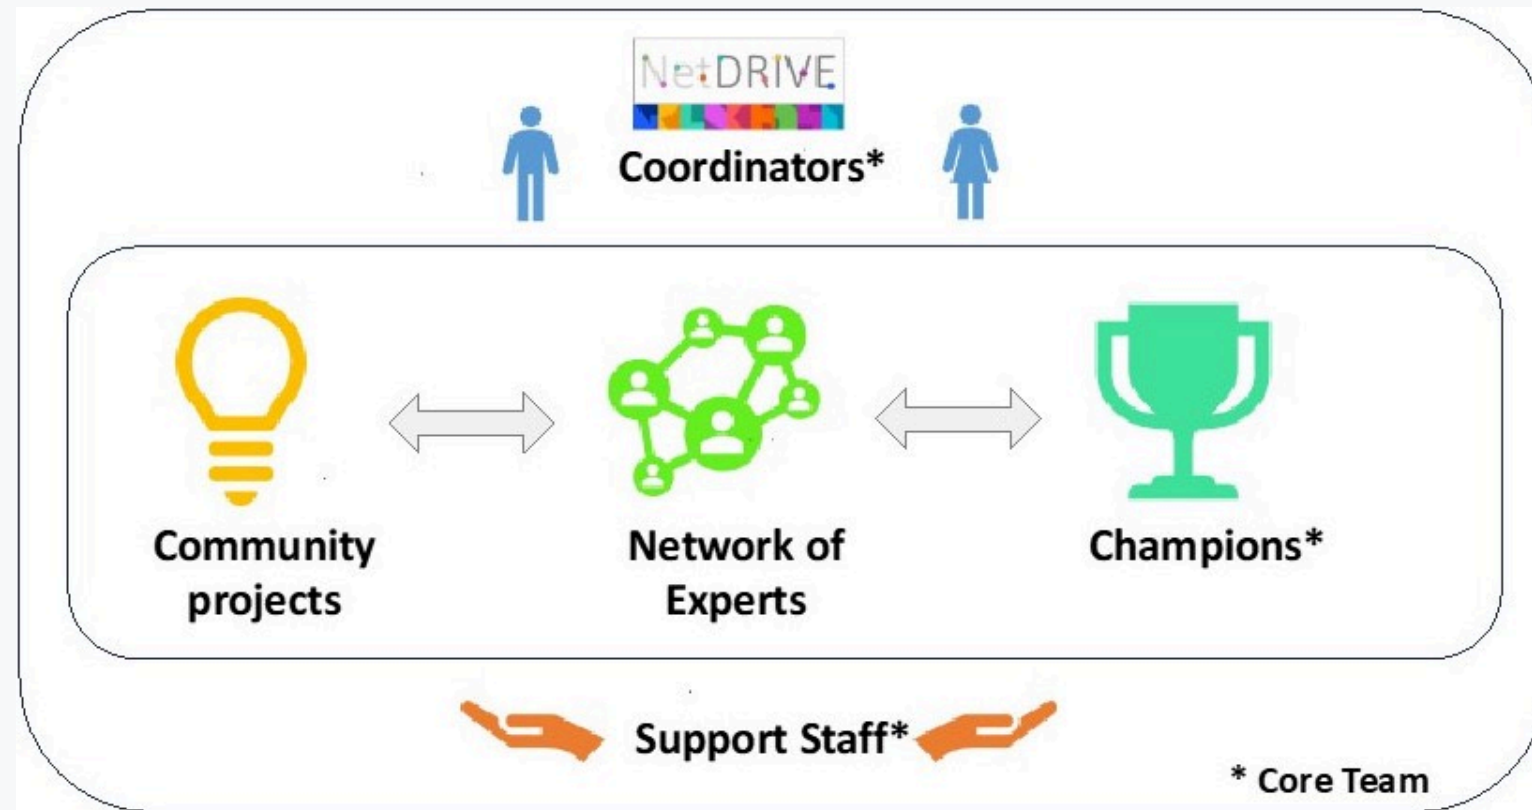 NetDRIVE
Coordinators*
Community
projects
Network of
Experts
Champions*
Support Staff*
* Core Team